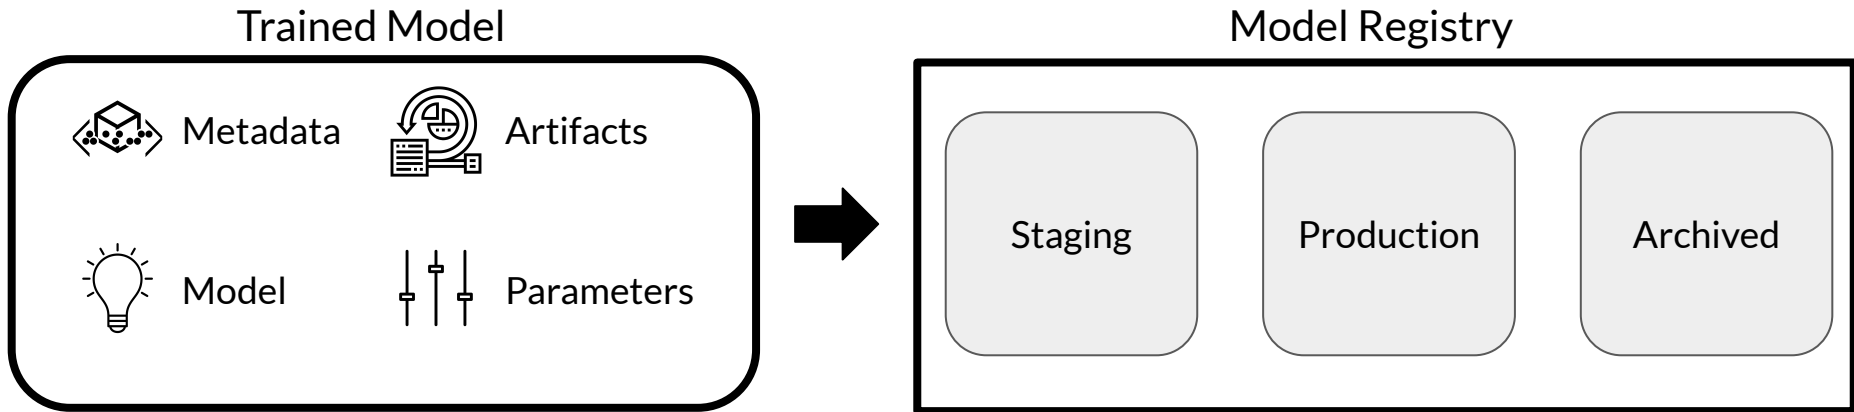 Trained Model
Metadata
Artifacts
Model
Parameters
Model Registry
Staging
Production
Archived